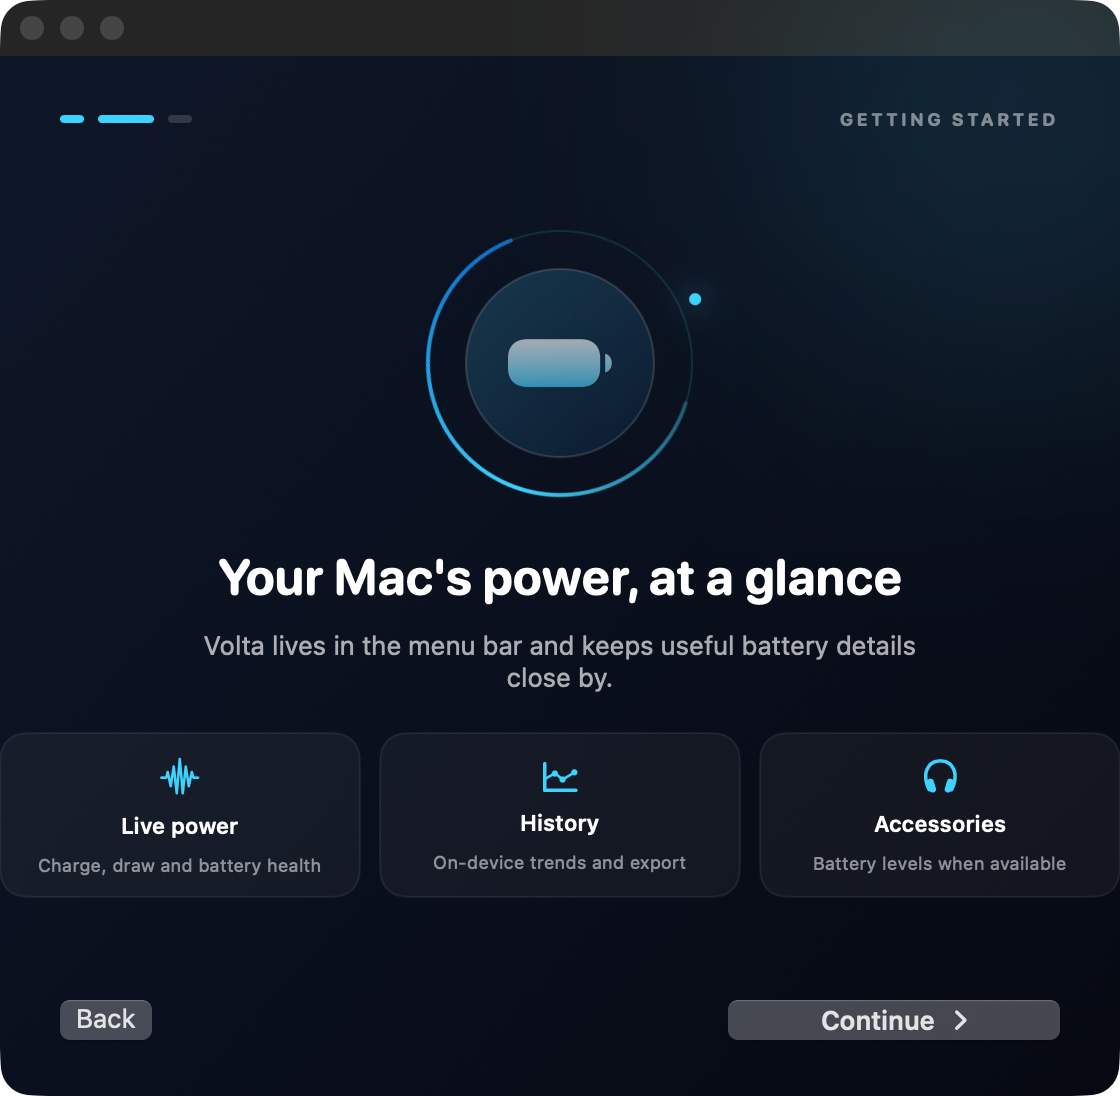 GETTING STARTED
Your Mac's power, at a glance
Volta lives in the menu bar and keeps useful battery details
close by.
Live power
Charge, draw and battery health
History
On-device trends and export
Accessories
Battery levels when available
Back
Continue